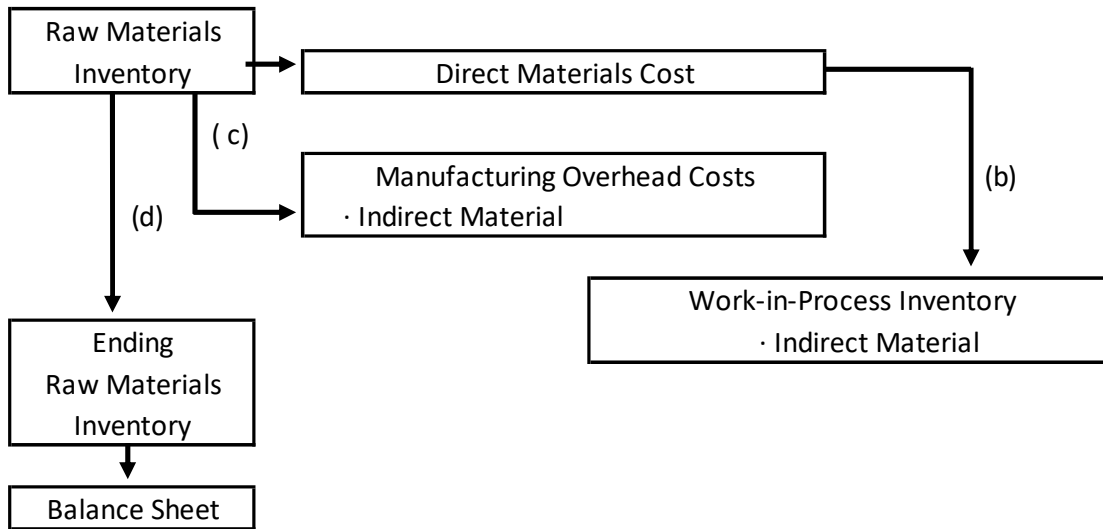 Raw Materials
Inventory
Direct Materials Cost
( c)
Manufacturing Overhead Costs
· Indirect Material
(b)
(d)
Work-in-Process Inventory
· Indirect Material
Ending
Raw Materials
Inventory
Balance Sheet